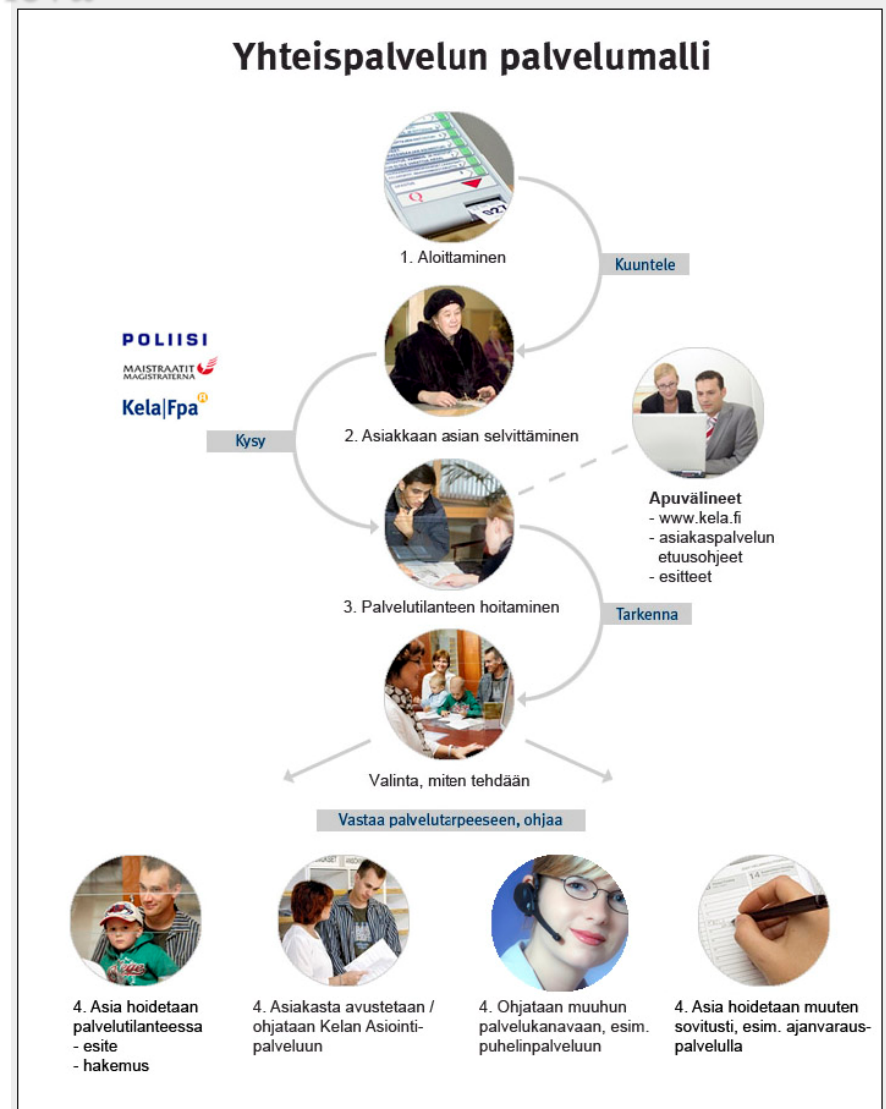 Yhteispalvelun palvelumalli
827
1. Aloittaminen
Kuuntele
POLIISI
MAISTRAATIT
MAGISTRATERNA
Kela|Fpa
Kysy
2. Asiakkaan asian selvittäminen
Apuvälineet
- www.kela.fi
- asiakaspalvelun
etuusohjeet
- esitteet
3. Palvelutilanteen hoitaminen
Tarkenna
Valinta, miten tehdään
Vastaa palvelutarpeeseen, ohjaa
4. Asia hoidetaan
palvelutilanteessa
- esite
- hakemus
4. Asiakasta avustetaan /
ohjataan Kelan Asiointi-
palveluun
4. Ohjataan muuhun
palvelukanavaan, esim.
puhelinpalveluun
14
4. Asia hoidetaan muuten
sovitusti, esim. ajanvaraus-
palvelulla